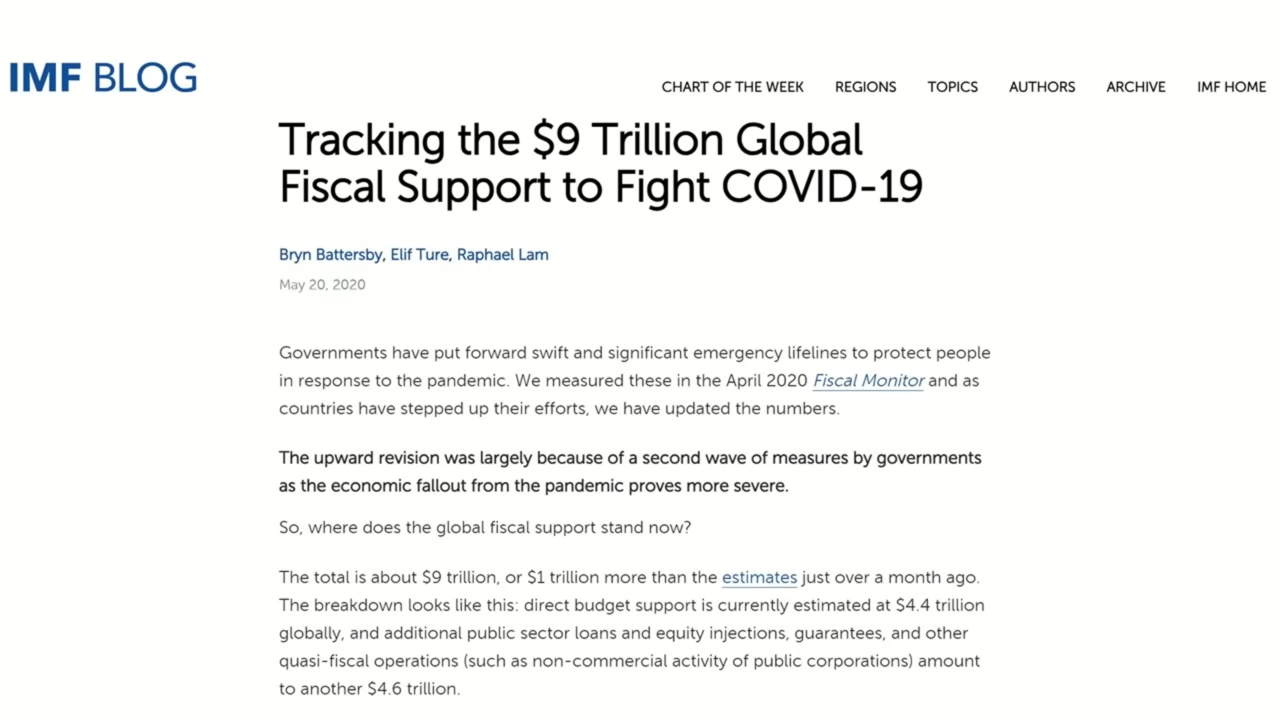 IMF BLOG
CHART OF THE WEEK REGIONS TOPICS AUTHORS ARCHIVE IMF HOME
Tracking the $9 Trillion Global
Fiscal Support to Fight COVID-19
Bryn Battersby, Elif Ture, Raphael Lam
May 20, 2020
Governments have put forward swift and significant emergency lifelines to protect people
in response to the pandemic. We measured these in the April 2020 Fiscal Monitor and as
countries have stepped up their efforts, we have updated the numbers.
The upward revision was largely because of a second wave of measures by governments
as the economic fallout from the pandemic proves more severe.
So, where does the global fiscal support stand now?
The total is about $9 trillion, or $1 trillion more than the estimates just over a month ago.
The breakdown looks like this: direct budget support is currently estimated at $4.4 trillion
globally, and additional public sector loans and equity injections, guarantees, and other
quasi-fiscal operations (such as non-commercial activity of public corporations) amount
to another $4.6 trillion.